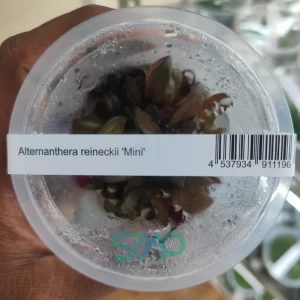 Alternanthera reineckii 'Mini'
4 537934 911196